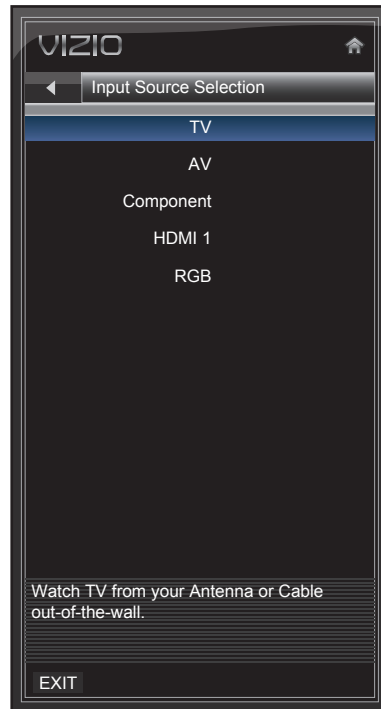 VIZIO
Input Source Selection
TV
AV
Component
HDMI 1
RGB
Watch TV from your Antenna or Cable
out-of-the-wall.
EXIT